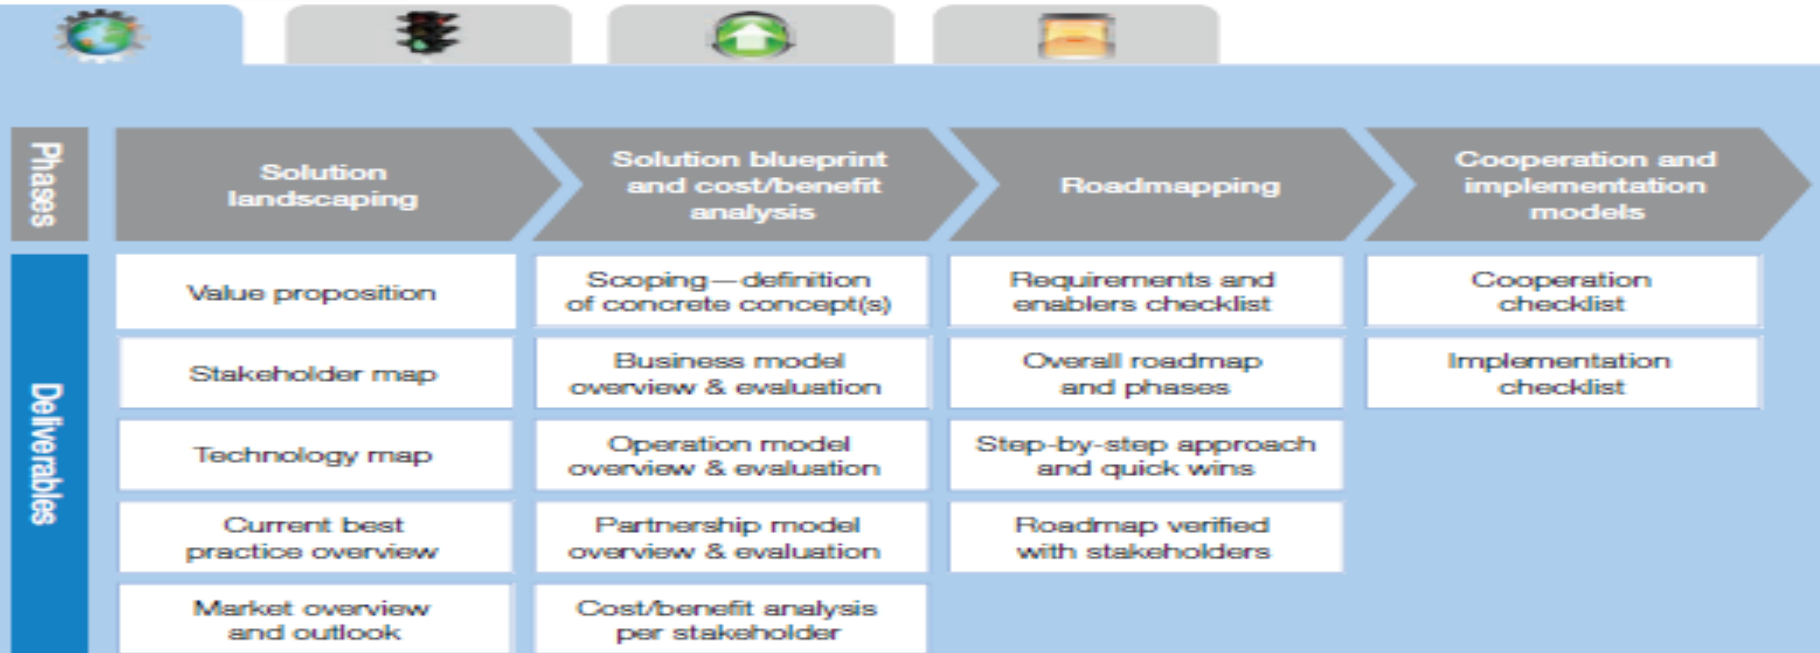 Phases
Solution
landscaping
Solution blueprint
and cost/benefit
analysis
Roadmapping
Cooperation and
implementation
models
Deliverables
Value proposition
Scoping—definition
of concrete concept(s)
Requirements and
enablers checklist
Cooperation
checklist
Stakeholder map
Business model
overview & evaluation
Overall roadmap
and phases
Implementation
checklist
Technology map
Operation model
overview & evaluation
Step-by-step approach
and quick wins
Current best
practice overview
Partnership model
overview & evaluation
Roadmap verified
with stakeholders
Market overview
and outlook
Cost/benefit analysis
per stakeholder